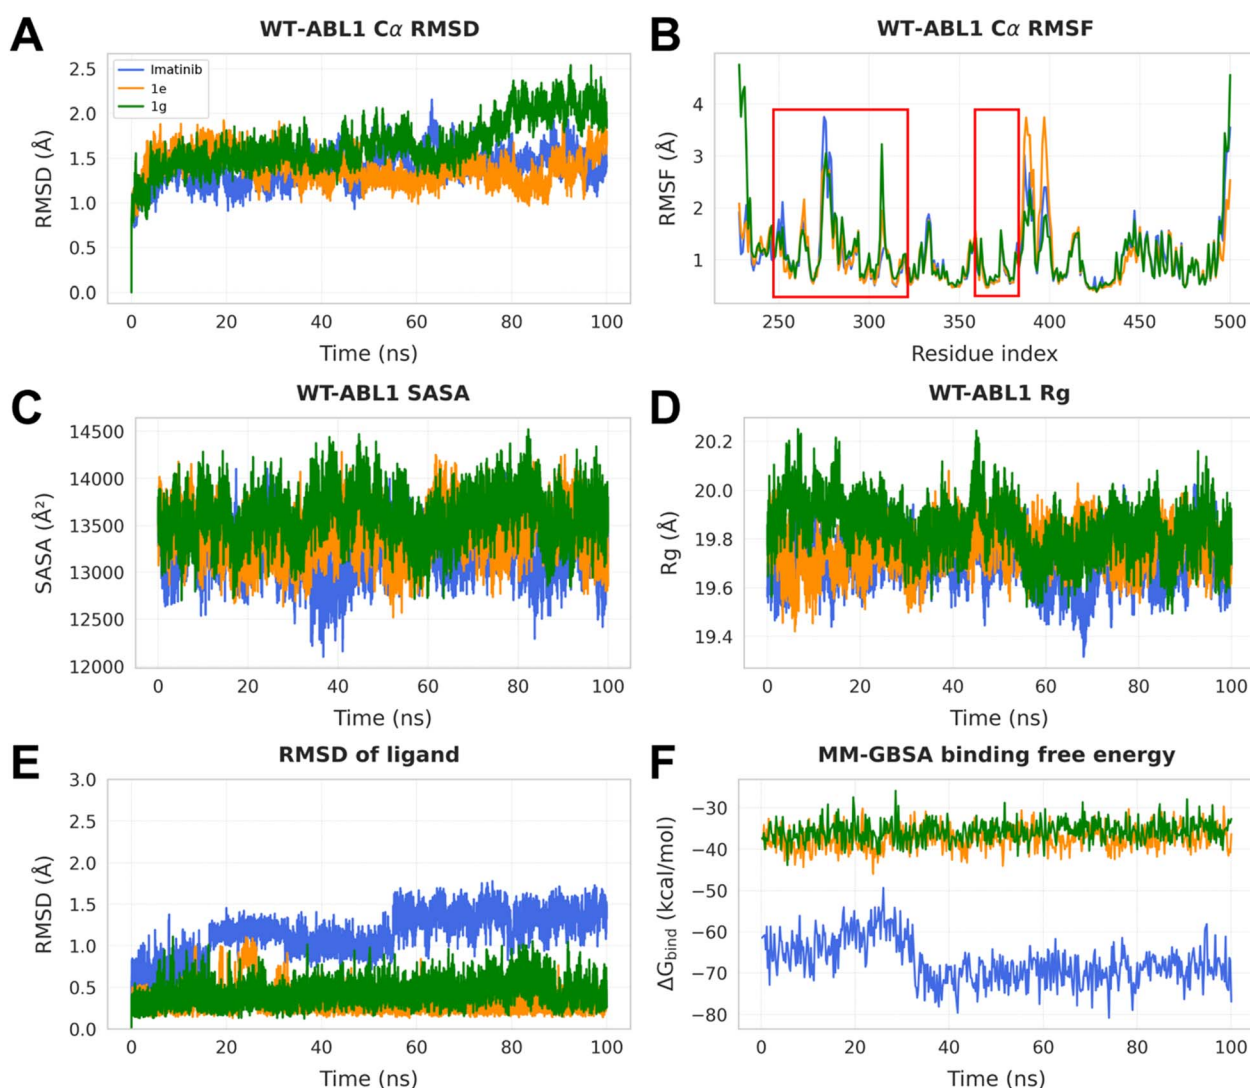 A
WT-ABL1 Cα RMSD
2.5
2.0
1.5
1.0
0.5
0.0
RMSD (Å)
Imatinib
1e
1g
0 20 40 60 80 100
Time (ns)
B
WT-ABL1 Cα RMSF
4
3
2
1
RMSF (Å)
250 300 350 400 450 500
Residue index
C
WT-ABL1 SASA
14500
14000
13500
13000
12500
12000
SASA (Å²)
0 20 40 60 80 100
Time (ns)
D
WT-ABL1 Rg
20.2
20.0
19.8
19.6
19.4
Rg (Å)
0 20 40 60 80 100
Time (ns)
E
RMSD of ligand
3.0
2.5
2.0
1.5
1.0
0.5
0.0
RMSD (Å)
0 20 40 60 80 100
Time (ns)
F
MM-GBSA binding free energy
−30
−40
−50
−60
−70
−80
ΔGbind (kcal/mol)
0 20 40 60 80 100
Time (ns)